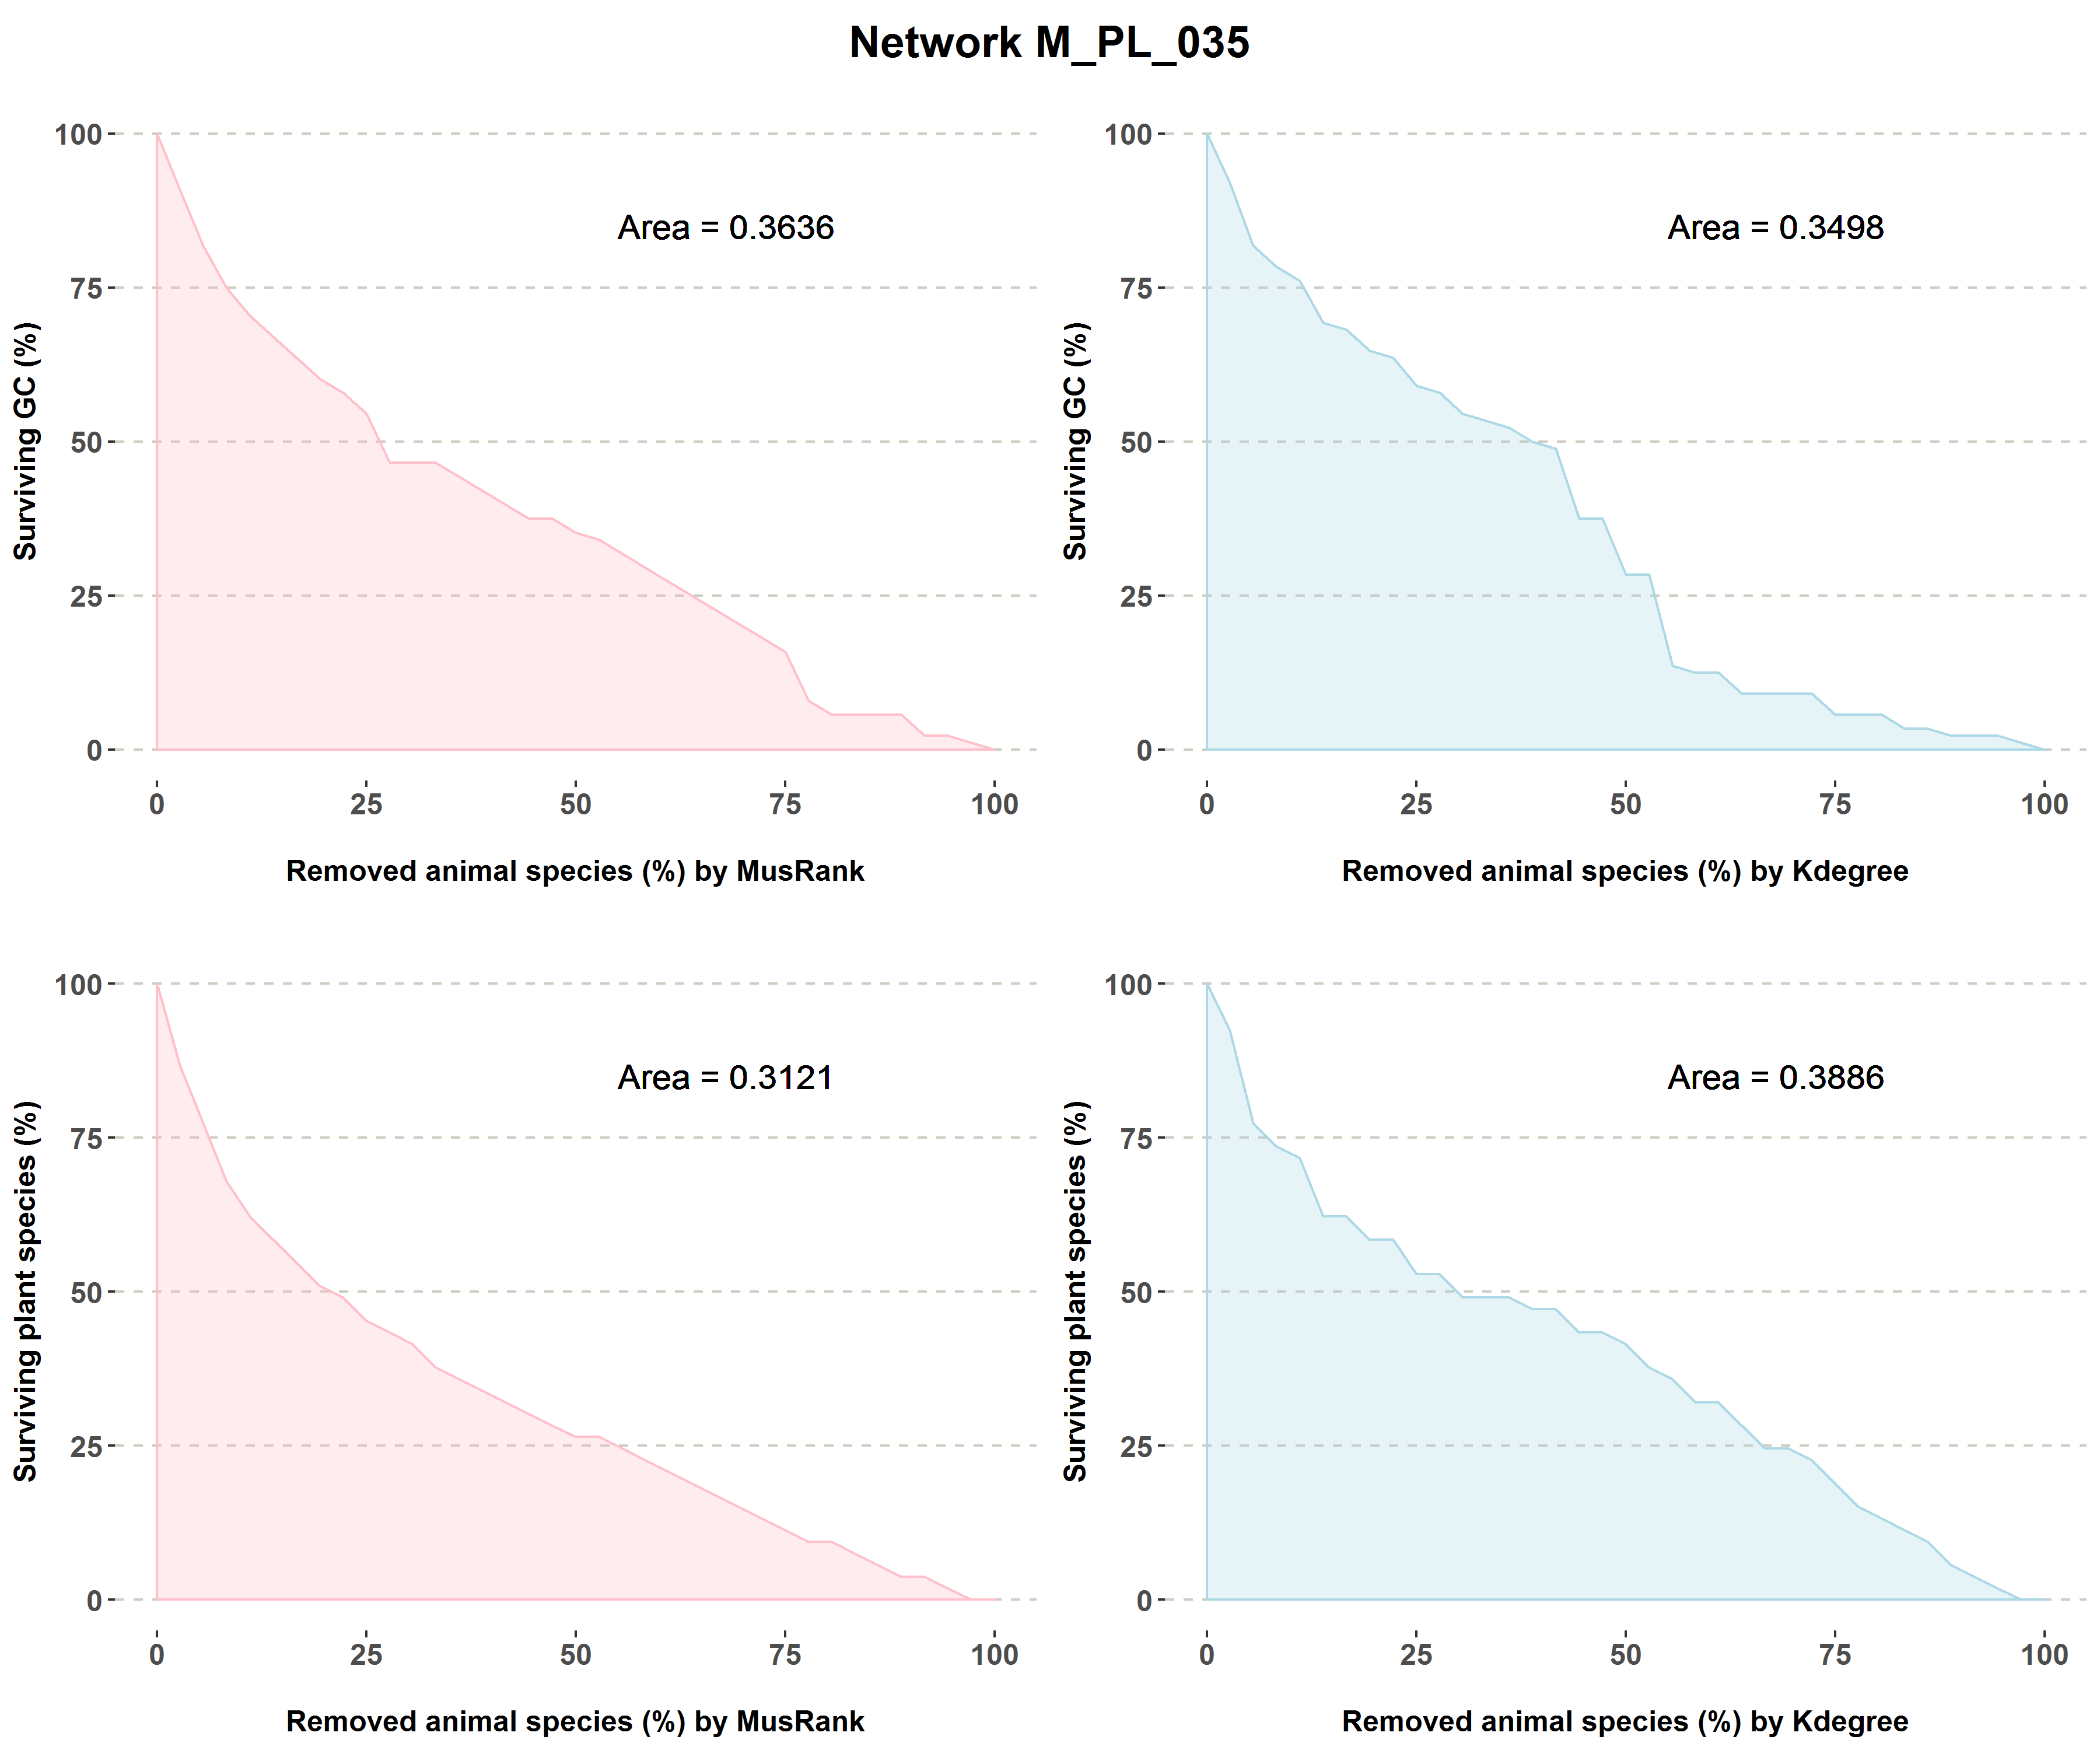 Network M_PL_035
100
75
50
25
0
Surviving GC (%)
Area = 0.3636
0 25 50 75 100
Removed animal species (%) by MusRank
100
75
50
25
0
Surviving GC (%)
Area = 0.3498
0 25 50 75 100
Removed animal species (%) by Kdegree
100
75
50
25
0
Surviving plant species (%)
Area = 0.3121
0 25 50 75 100
Removed animal species (%) by MusRank
100
75
50
25
0
Surviving plant species (%)
Area = 0.3886
0 25 50 75 100
Removed animal species (%) by Kdegree